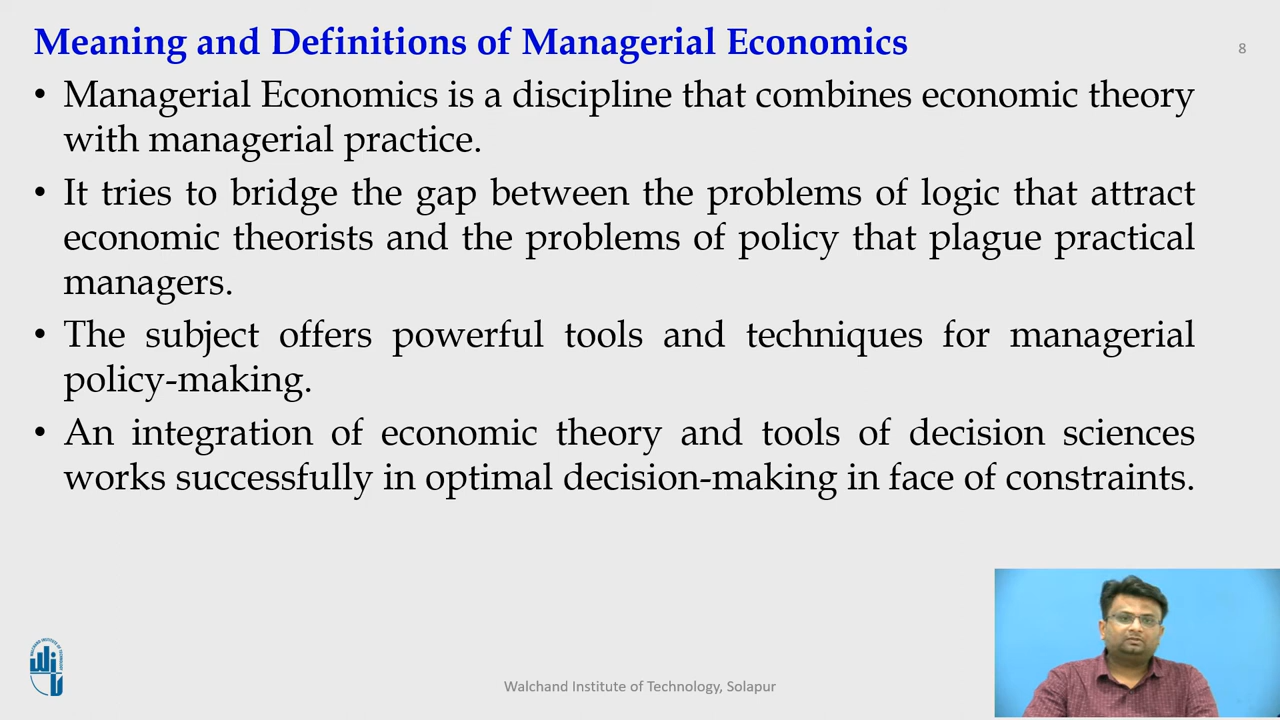 Meaning and Definitions of Managerial Economics
8
• Managerial Economics is a discipline that combines economic theory
with managerial practice.
• It tries to bridge the gap between the problems of logic that attract
economic theorists and the problems of policy that plague practical
managers.
• The subject offers powerful tools and techniques for managerial
policy-making.
• An integration of economic theory and tools of decision sciences
works successfully in optimal decision-making in face of constraints.
Walchand Institute of Technology, Solapur